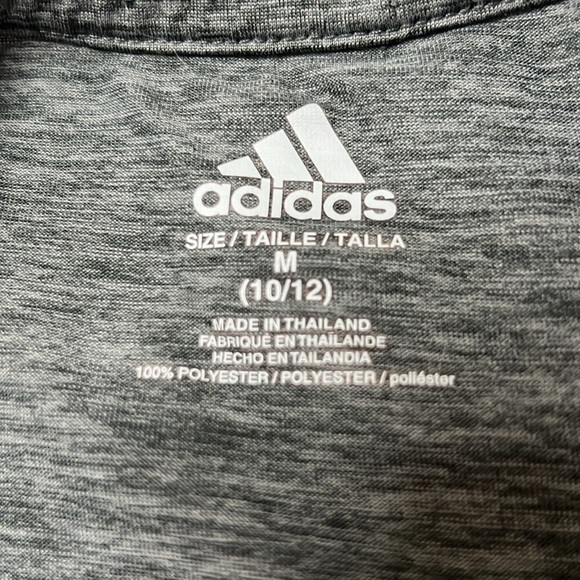 adidas
SIZE / TAILLE / TALLA
M
(10/12)
MADE IN THAILAND
FABRIQUÉ EN THAÏLANDE
HECHO EN TAILANDIA
100% POLYESTER / POLYESTER / poliéster